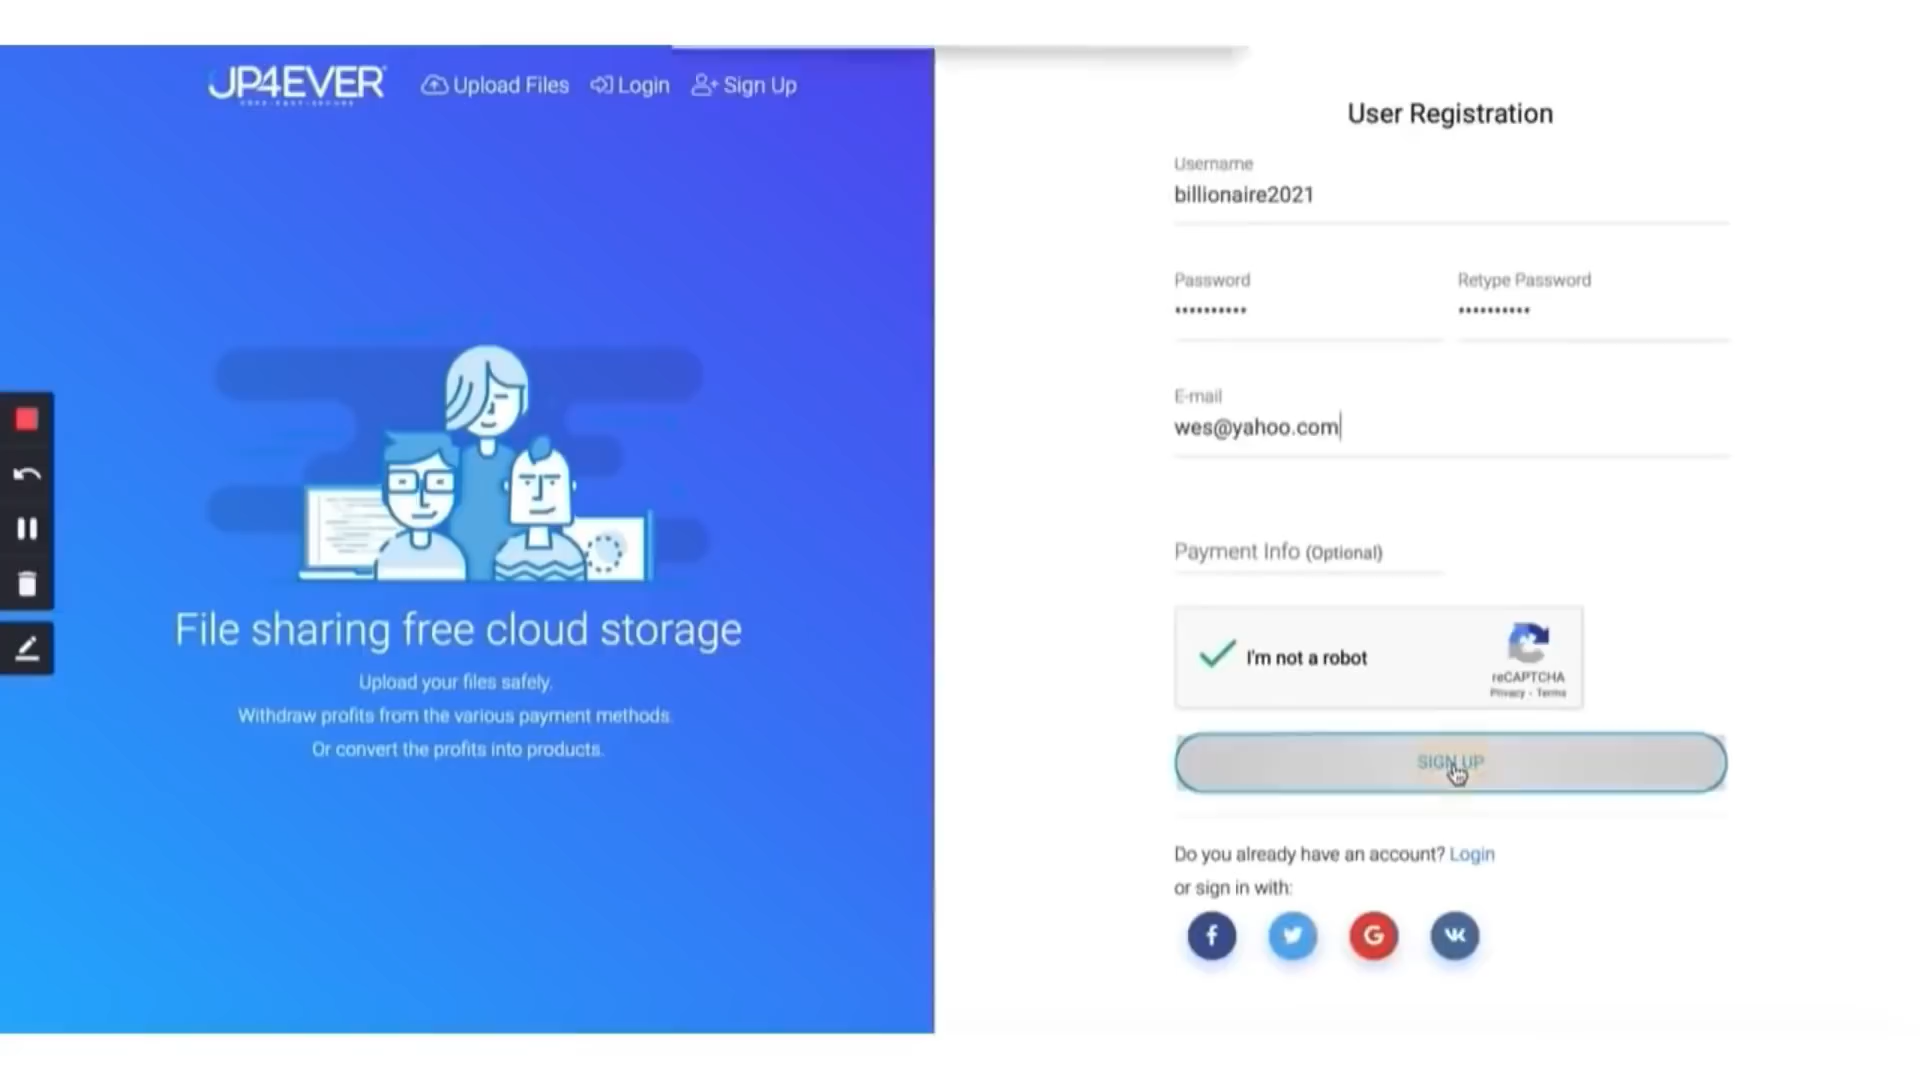 UP4EVER
Upload Files
Login
Sign Up
File sharing free cloud storage
Upload your files safely.
Withdraw profits from the various payment methods.
Or convert the profits into products.
User Registration
Username
billionaire2021
Password
Retype Password
••••••••••
••••••••••
E-mail
wes@yahoo.com
Payment Info (Optional)
I'm not a robot
reCAPTCHA
Privacy - Terms
SIGN UP
Do you already have an account? Login
or sign in with:
f
G
VK